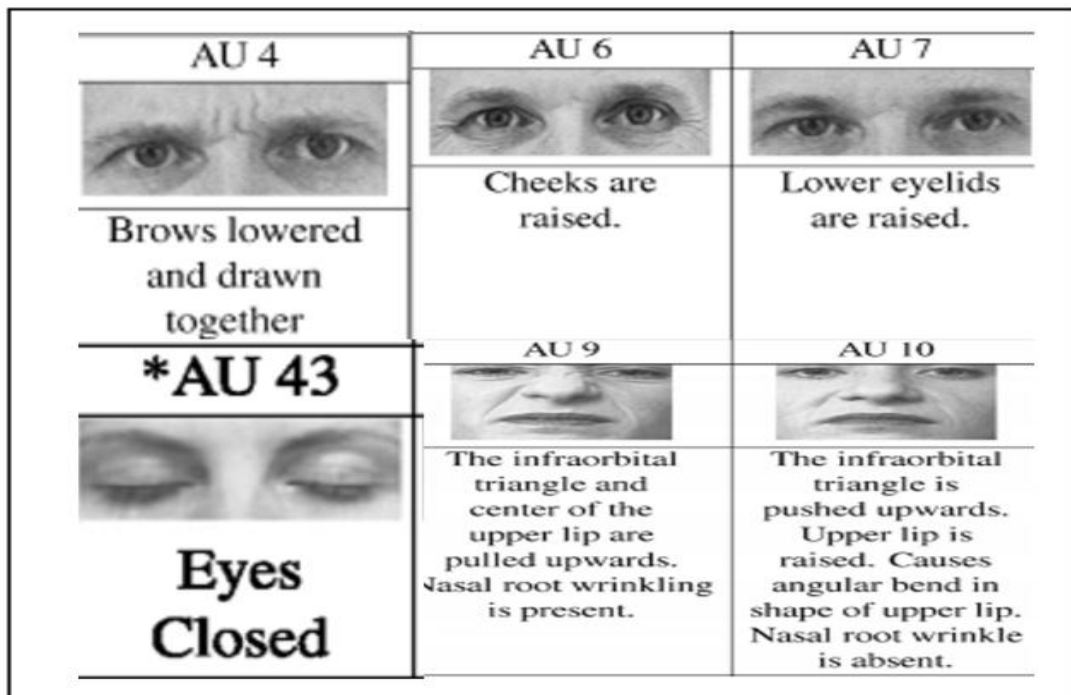 AU 4
Brows lowered
and drawn
together
AU 6
Cheeks are
raised.
AU 7
Lower eyelids
are raised.
*AU 43
Eyes
Closed
AU 9
The infraorbital
triangle and
center of the
upper lip are
pulled upwards.
Nasal root wrinkling
is present.
AU 10
The infraorbital
triangle is
pushed upwards.
Upper lip is
raised. Causes
angular bend in
shape of upper lip.
Nasal root wrinkle
is absent.